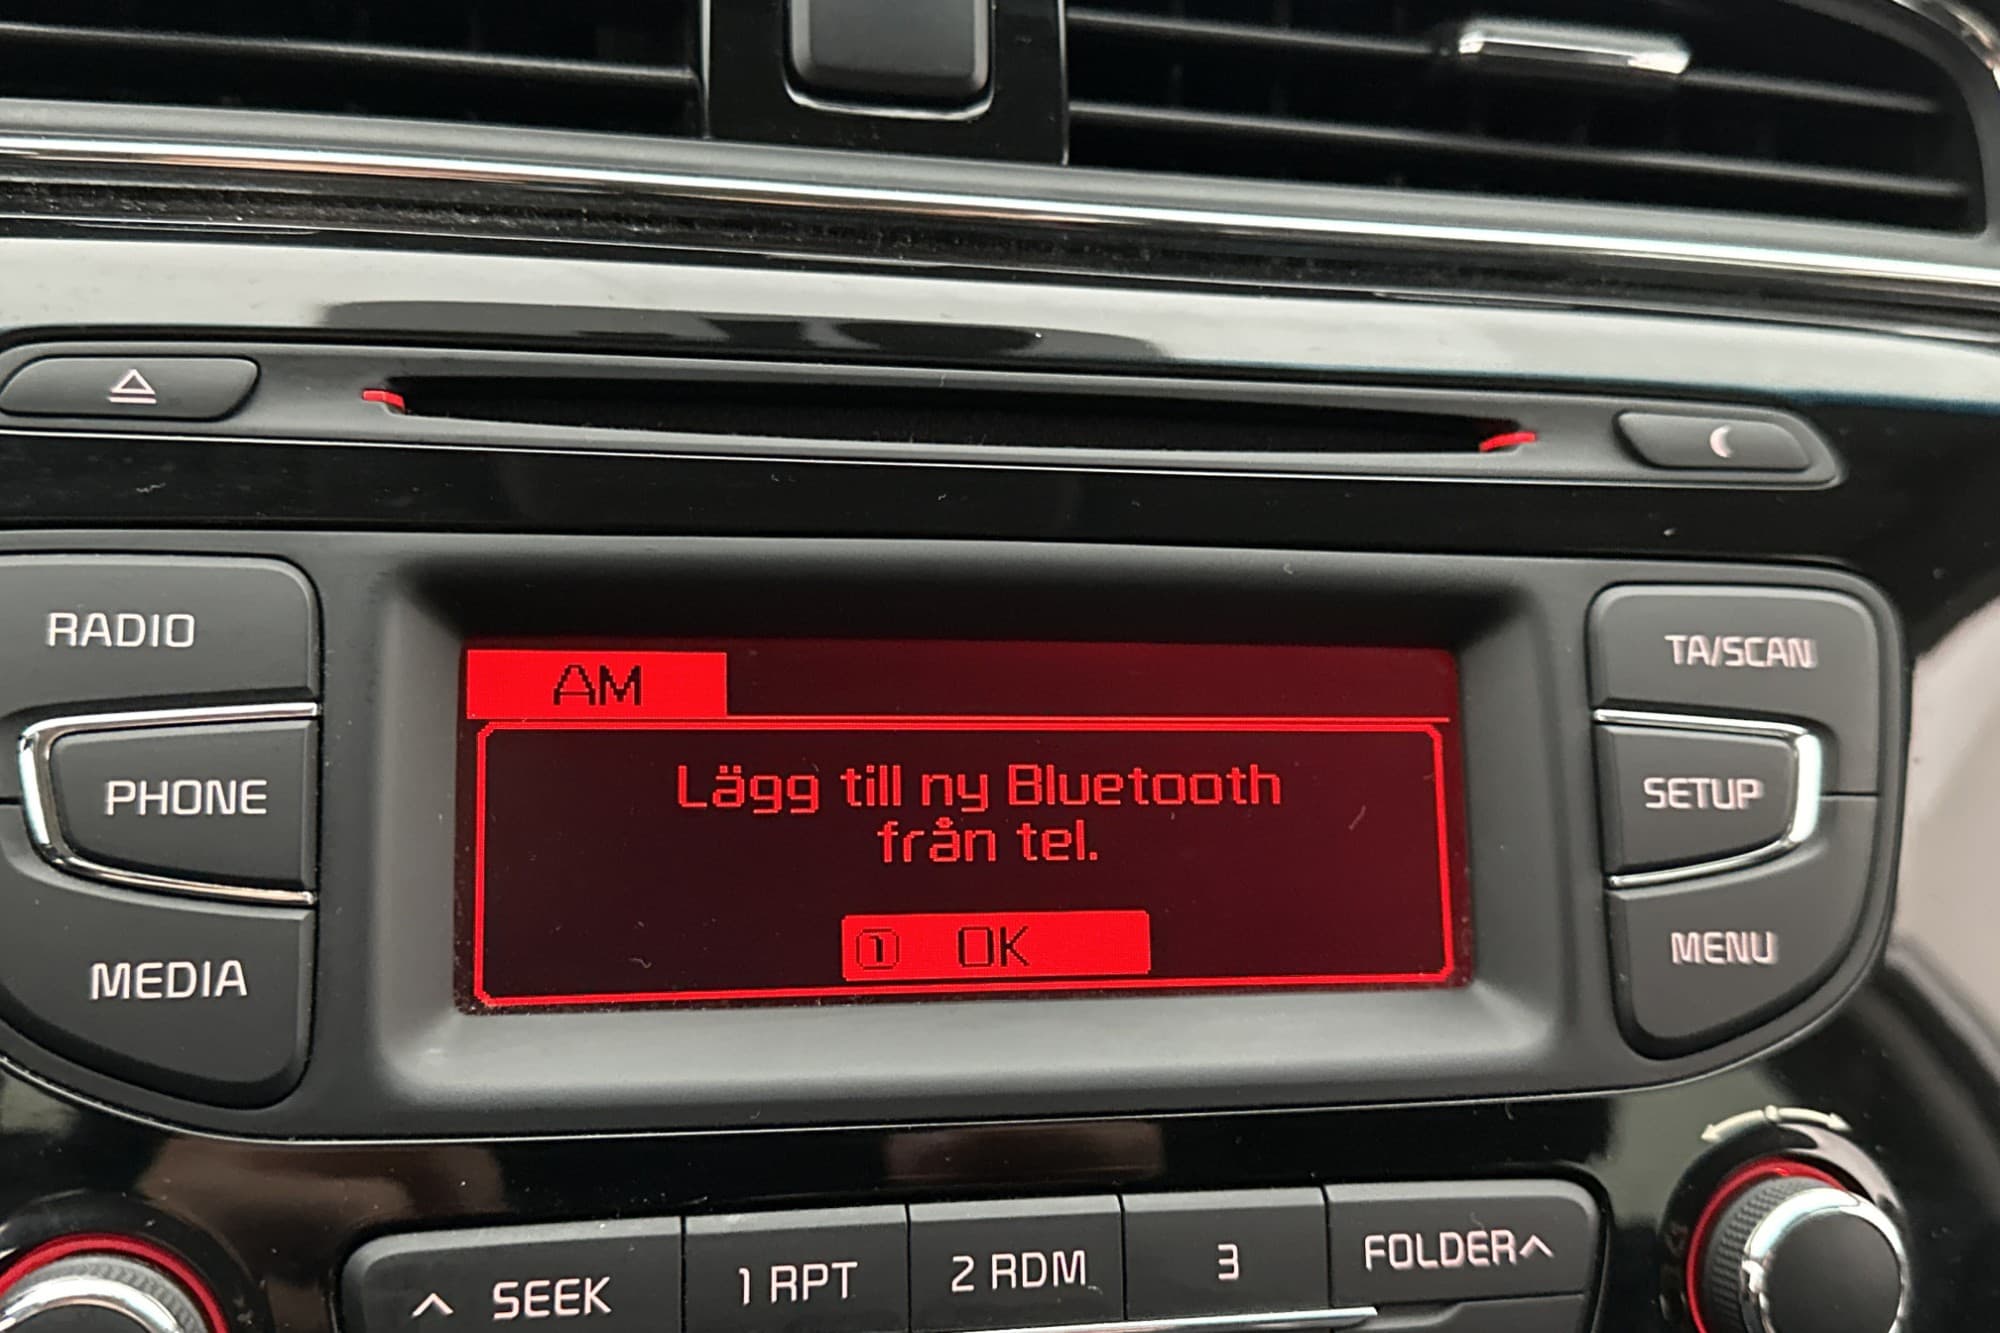 RADIO
PHONE
MEDIA
AM
Lägg till ny Bluetooth
från tel.
1 OK
TA/SCAN
SETUP
MENU
SEEK
1 RPT
2 RDM
3
FOLDER